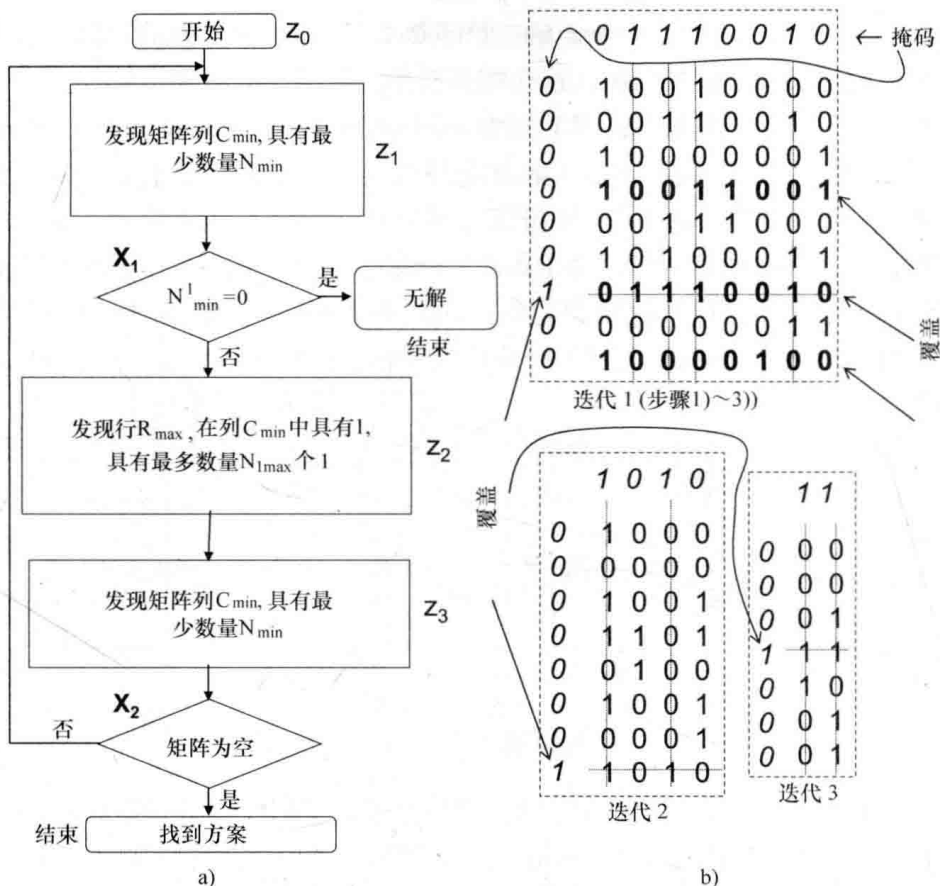 开始
z0
发现矩阵列Cmin,具有最
少数量Nmin
z1
X1
N1min=0
是
无解
结束
否
发现行Rmax,在列Cmin中具有1,
具有最多数量N1max个1
z2
发现矩阵列Cmin,具有最
少数量Nmin
z3
X2
否
矩阵为空
是
结束
找到方案
a)
0 1 1 1 0 0 1 0 ← 掩码
0 1 0 0 1 0 0 0 0
0 0 0 1 1 0 0 1 0
0 1 0 0 0 0 0 0 1
0 1 0 0 1 1 0 0 1
0 0 0 1 1 1 0 0 0
0 1 0 1 0 0 0 1 1
1 0 1 1 1 0 0 1 0
0 0 0 0 0 0 0 1 1
0 1 0 0 0 0 1 0 0
覆盖
迭代 1 (步骤1)~3))
覆盖
1 0 1 0
0 1 0 0 0
0 0 0 0 0
0 1 0 0 1
0 1 1 0 1
0 0 1 0 0
0 1 0 0 1
0 0 0 0 1
1 1 0 1 0
迭代 2
1 1
0 0 0
0 0 0
0 0 1
1 1 1
0 1 0
0 0 1
0 0 1
迭代 3
b)